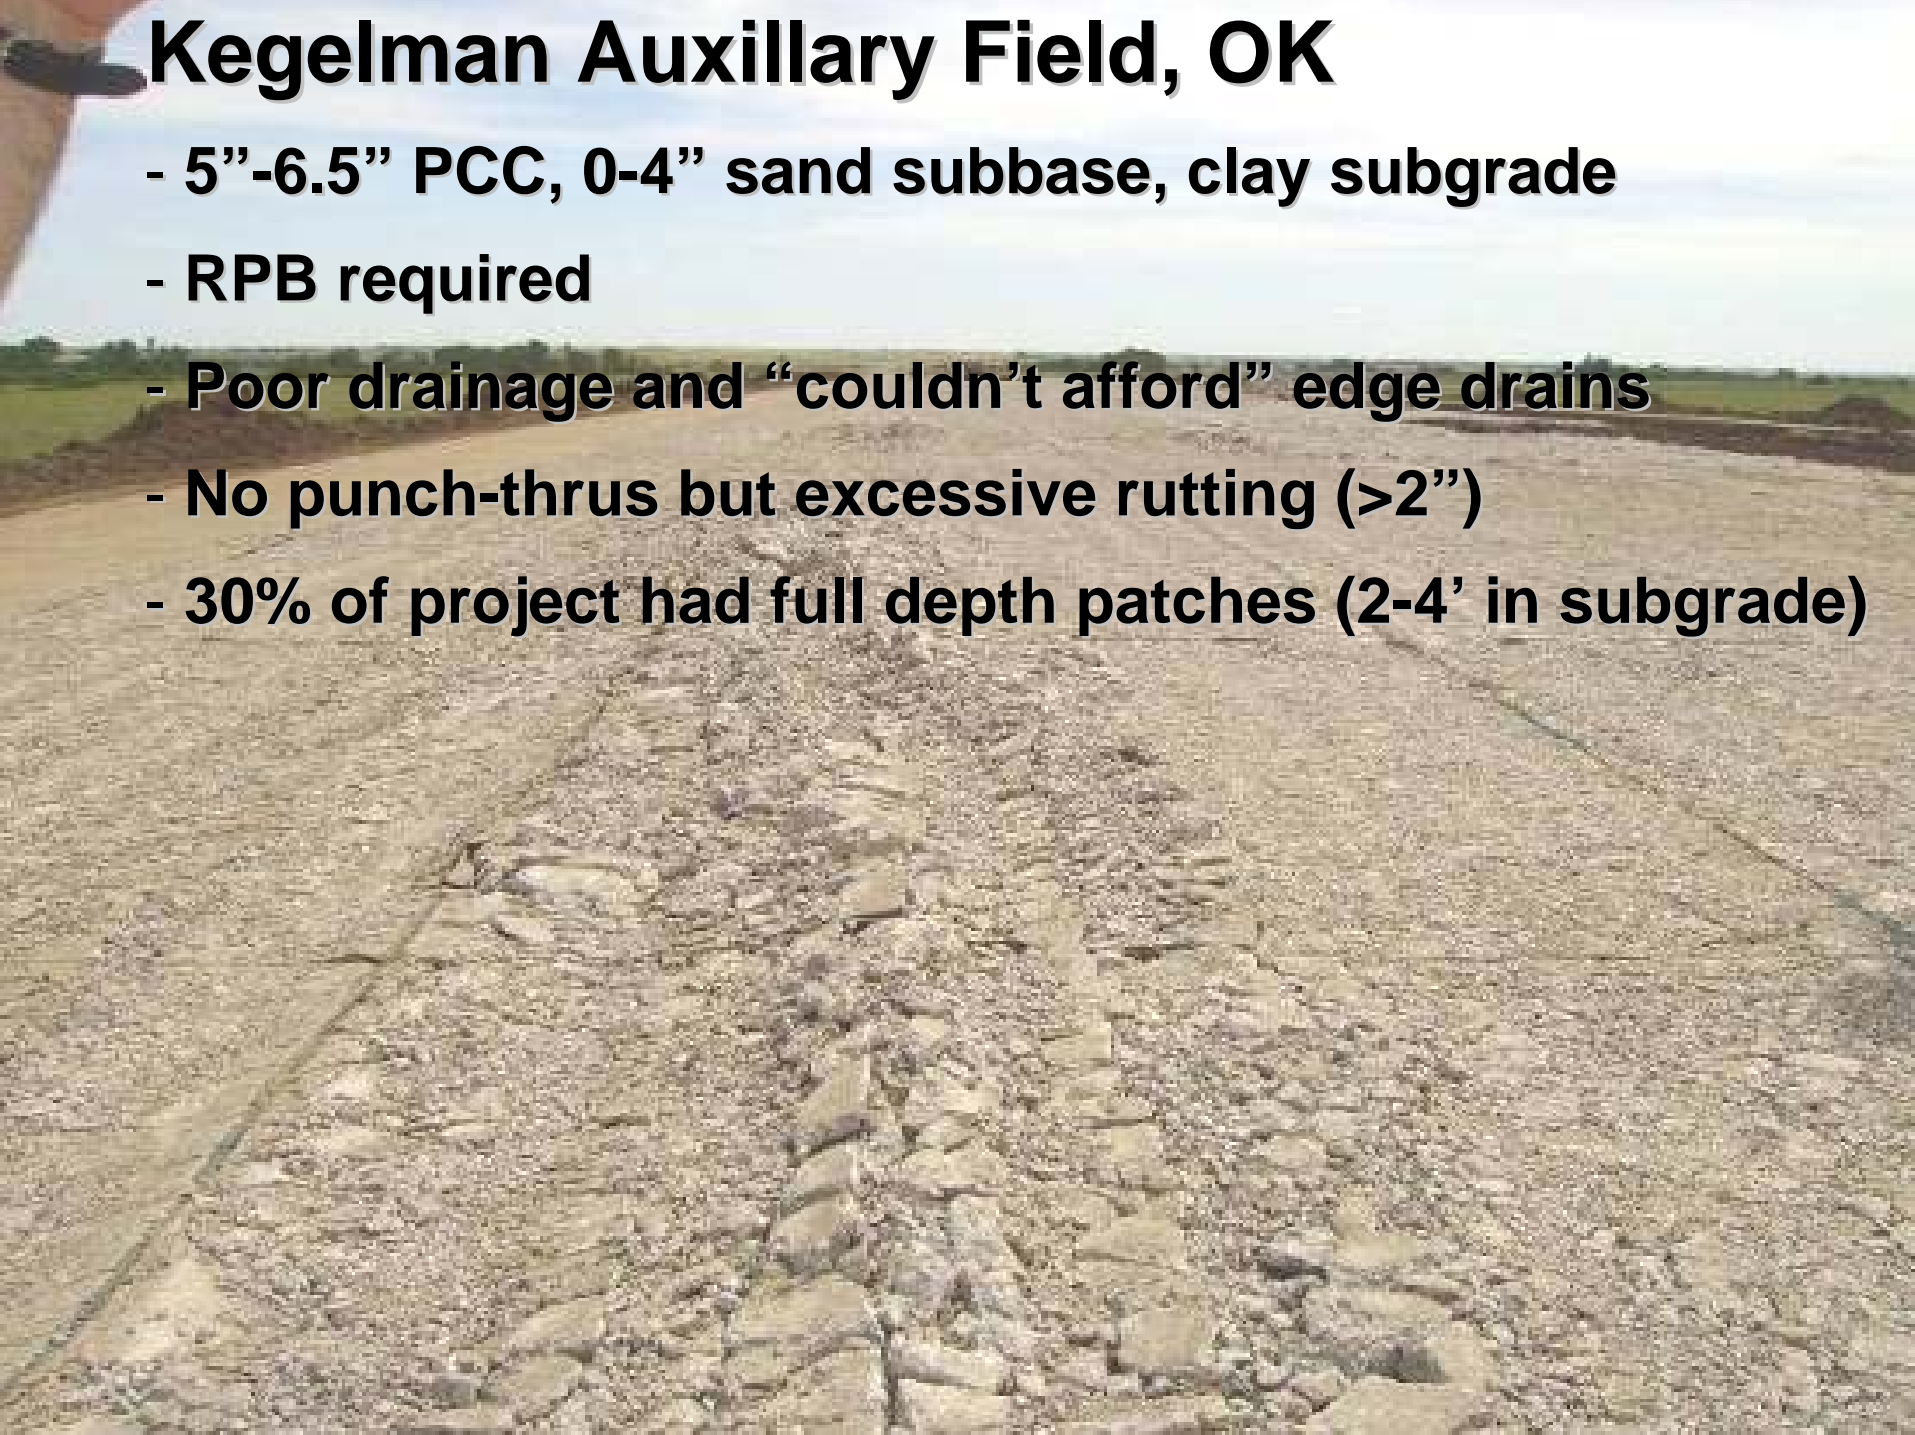 Kegelman Auxillary Field, OK
- 5”-6.5” PCC, 0-4” sand subbase, clay subgrade
- RPB required
- Poor drainage and “couldn’t afford” edge drains
- No punch-thrus but excessive rutting (>2”)
- 30% of project had full depth patches (2-4’ in subgrade)